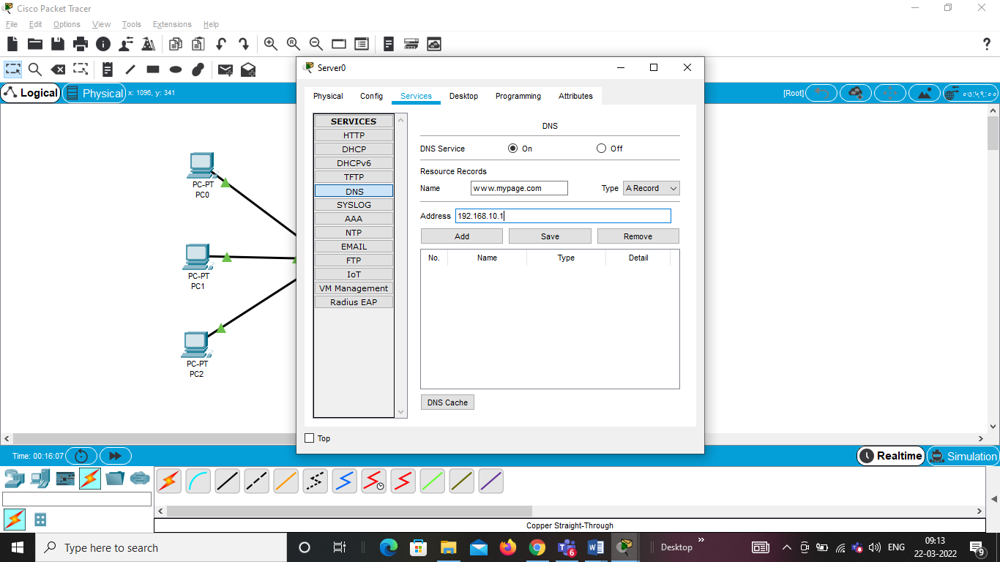 Cisco Packet Tracer
File Edit Options View Tools Extensions Help
?
Logical Physical x: 1096, y: 341
[Root] ०७:५९:००
PC-PT
PC0
PC-PT
PC1
PC-PT
PC2
Server0
Physical Config Services Desktop Programming Attributes
SERVICES
HTTP
DHCP
DHCPv6
TFTP
DNS
SYSLOG
AAA
NTP
EMAIL
FTP
IoT
VM Management
Radius EAP
DNS
DNS Service On Off
Resource Records
Name www.mypage.com Type A Record
Address 192.168.10.1
Add Save Remove
No. Name Type Detail
DNS Cache
Top
Time: 00:16:07
Realtime Simulation
Copper Straight-Through
Type here to search
6
Desktop
ENG
09:13
22-03-2022
9